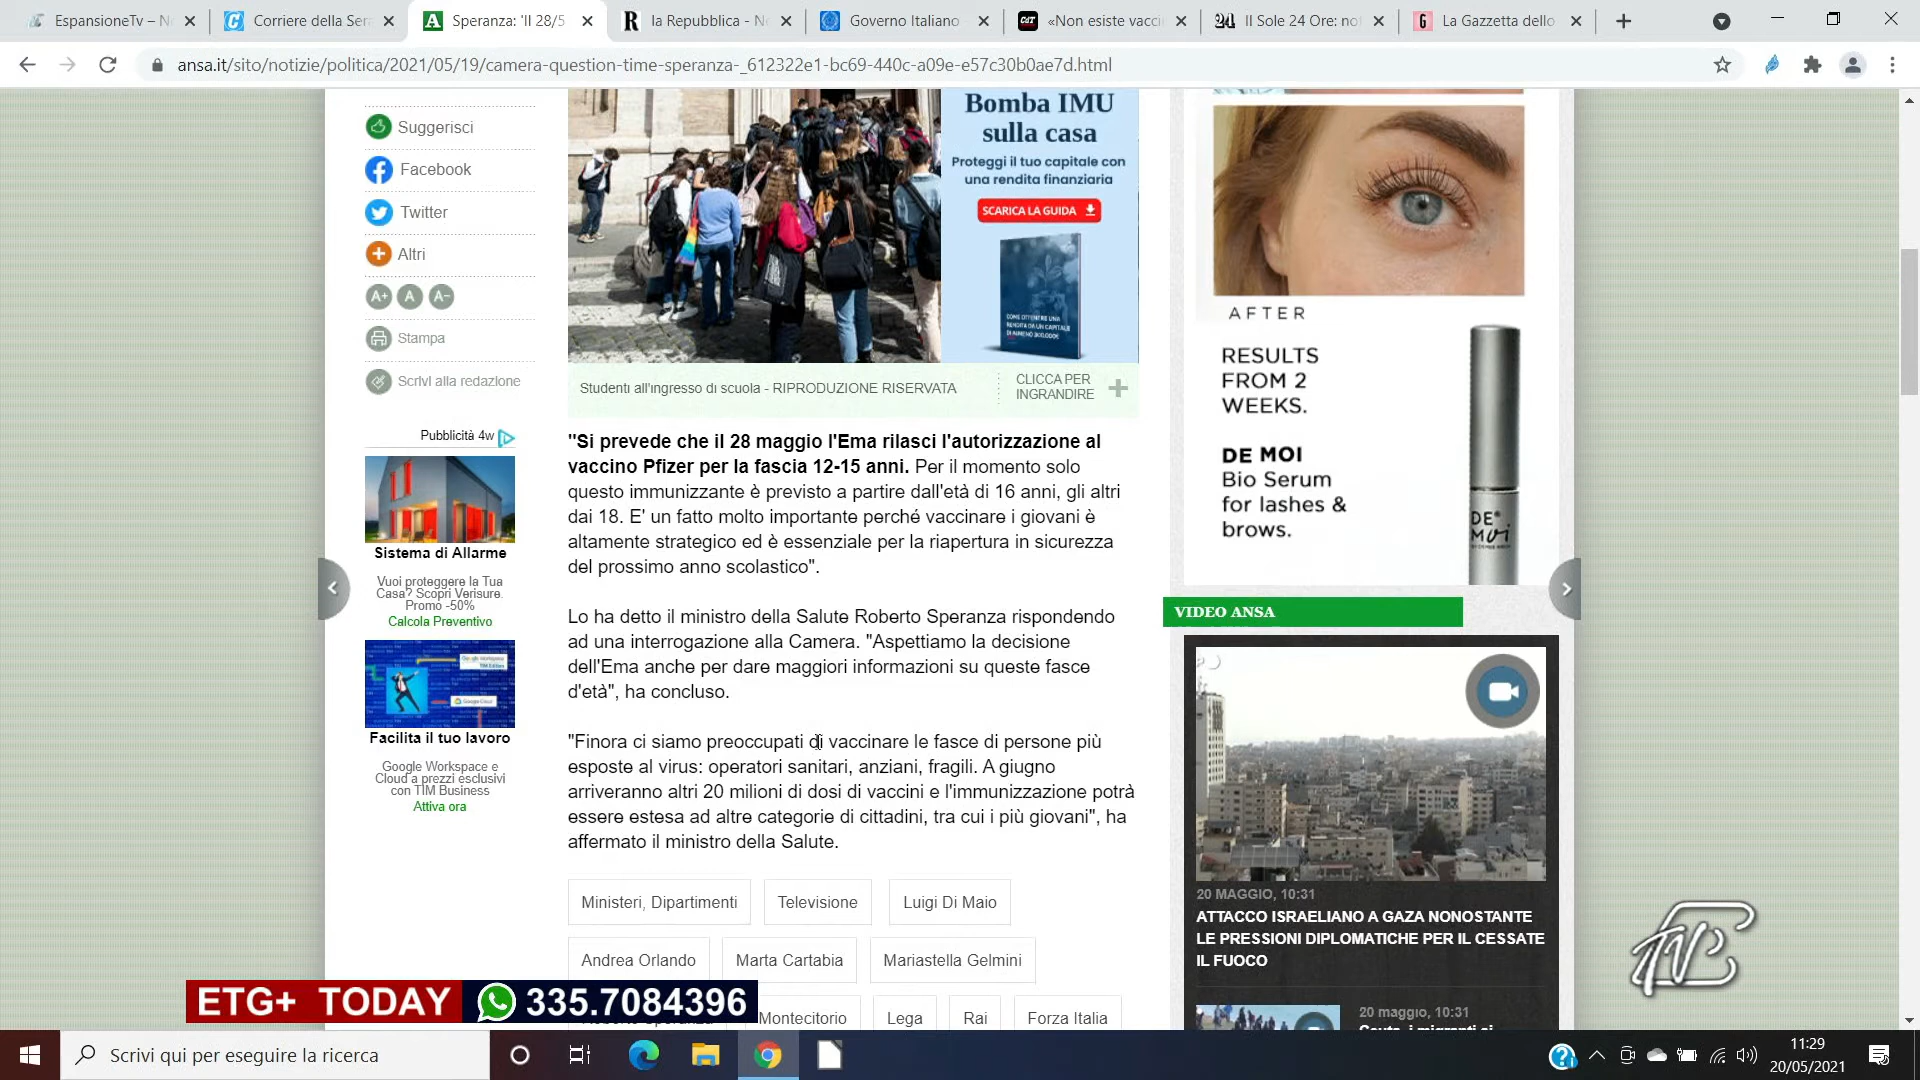 EspansioneTv – N
Corriere della Ser
Speranza: 'Il 28/5
la Repubblica - Ne
Governo Italiano
«Non esiste vacci
Il Sole 24 Ore: no
La Gazzetta dello
ansa.it/sito/notizie/politica/2021/05/19/camera-question-time-speranza-_612322e1-bc69-440c-a09e-e57c30b0ae7d.html
Suggerisci
Facebook
Twitter
Altri
A+ A A−
Stampa
Scrivi alla redazione
Pubblicità 4w
Sistema di Allarme
Vuoi proteggere la Tua
Casa? Scopri Verisure.
Promo -50%
Calcola Preventivo
Facilita il tuo lavoro
Google Workspace e
Cloud a prezzi esclusivi
con TIM Business
Attiva ora
Bomba IMU
sulla casa
Proteggi il tuo capitale con
una rendita finanziaria
SCARICA LA GUIDA
Studenti all'ingresso di scuola - RIPRODUZIONE RISERVATA
CLICCA PER
INGRANDIRE
"Si prevede che il 28 maggio l'Ema rilasci l'autorizzazione al
vaccino Pfizer per la fascia 12-15 anni. Per il momento solo
questo immunizzante è previsto a partire dall'età di 16 anni, gli altri
dai 18. E' un fatto molto importante perché vaccinare i giovani è
altamente strategico ed è essenziale per la riapertura in sicurezza
del prossimo anno scolastico".
Lo ha detto il ministro della Salute Roberto Speranza rispondendo
ad una interrogazione alla Camera. "Aspettiamo la decisione
dell'Ema anche per dare maggiori informazioni su queste fasce
d'età", ha concluso.
"Finora ci siamo preoccupati di vaccinare le fasce di persone più
esposte al virus: operatori sanitari, anziani, fragili. A giugno
arriveranno altri 20 milioni di dosi di vaccini e l'immunizzazione potrà
essere estesa ad altre categorie di cittadini, tra cui i più giovani", ha
affermato il ministro della Salute.
Ministeri, Dipartimenti
Televisione
Luigi Di Maio
Andrea Orlando
Marta Cartabia
Mariastella Gelmini
Montecitorio
Lega
Rai
Forza Italia
AFTER
RESULTS
FROM 2
WEEKS.
DE MOI
Bio Serum
for lashes &
brows.
DE
Moi
VIDEO ANSA
20 MAGGIO, 10:31
ATTACCO ISRAELIANO A GAZA NONOSTANTE
LE PRESSIONI DIPLOMATICHE PER IL CESSATE
IL FUOCO
20 maggio, 10:31
ETG+ TODAY 335.7084396
Scrivi qui per eseguire la ricerca
11:29
20/05/2021